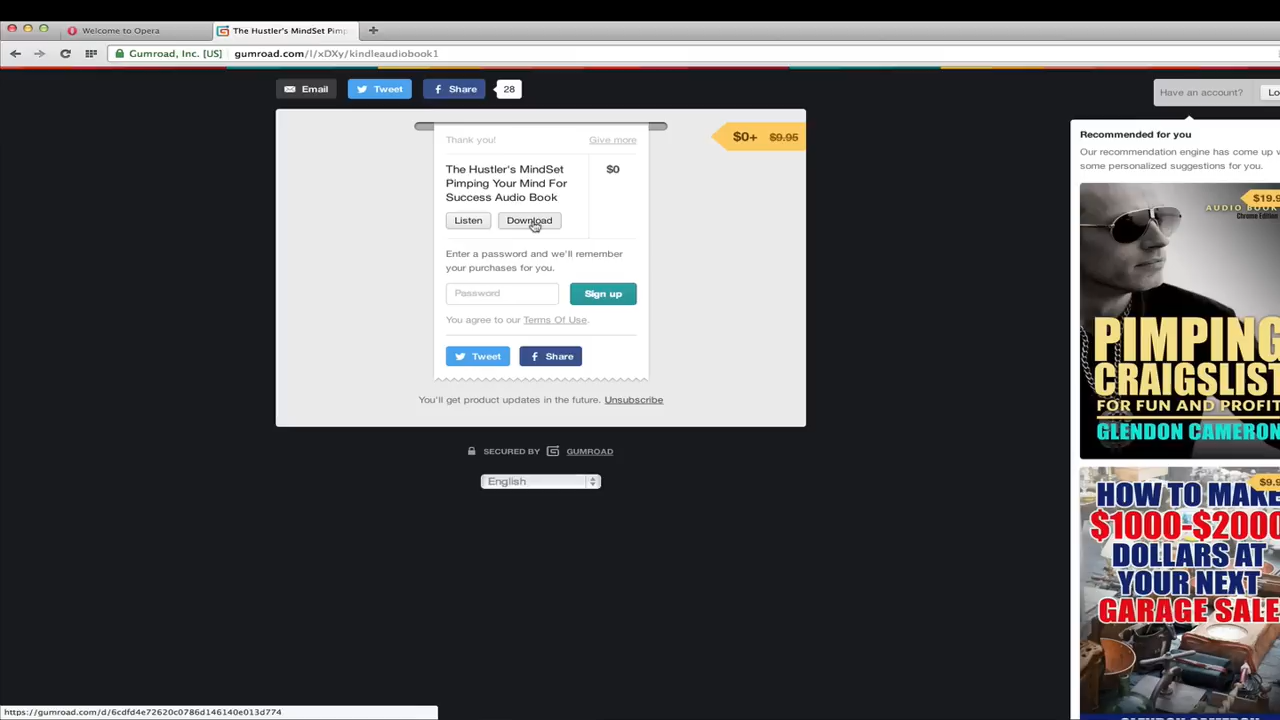 Welcome to Opera
The Hustler's MindSet Pimp
Gumroad, Inc. [US]
gumroad.com/l/xDXy/kindleaudiobook1
Email
Tweet
Share
28
Have an account?
Thank you!
Give more
$0+ $9.95
The Hustler's MindSet
Pimping Your Mind For
Success Audio Book
$0
Listen
Download
Enter a password and we'll remember
your purchases for you.
Password
Sign up
You agree to our Terms Of Use.
Tweet
Share
You'll get product updates in the future. Unsubscribe
SECURED BY GUMROAD
English
Recommended for you
Our recommendation engine has come up
some personalized suggestions for you.
$19.9
AUDIO BOOK
Chrome Edition
PIMPING
CRAIGSLIST
FOR FUN AND PROFIT
GLENDON CAMERON
$9.9
HOW TO MAKE
$1000-$2000
DOLLARS AT
YOUR NEXT
GARAGE SALE
GLENDON CAMERON
https://gumroad.com/d/6cdfd4e72620c0786d146140e013d774